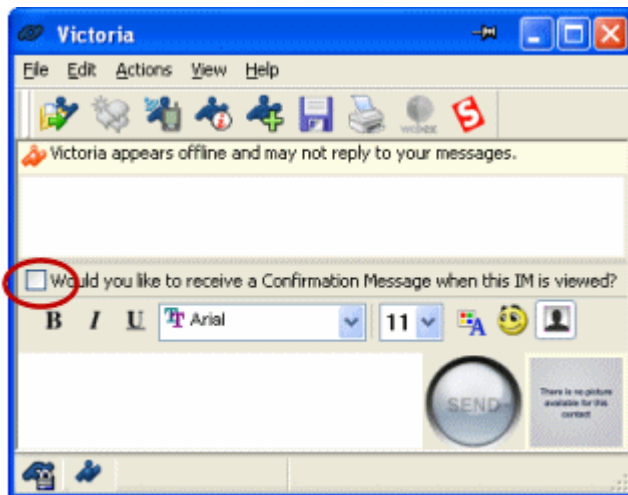 Victoria
File Edit Actions View Help
webex S
Victoria appears offline and may not reply to your messages.
Would you like to receive a Confirmation Message when this IM is viewed?
B I U TT Arial 11 A
SEND
There is no picture
available for this
contact